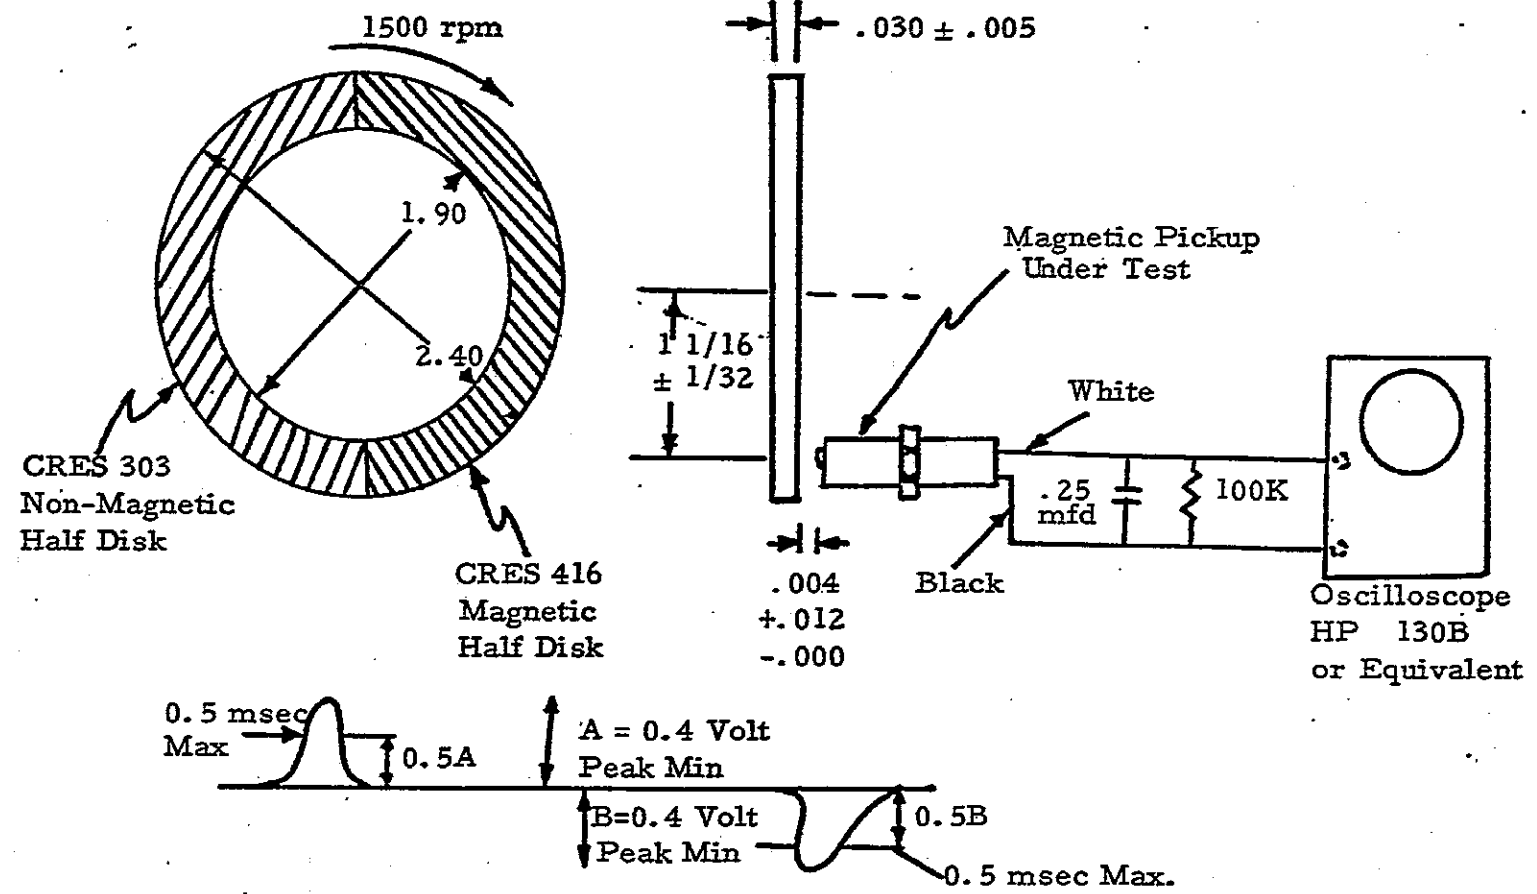 1500 rpm
.030 ± .005
1.90
2.40
CRES 303
Non-Magnetic
Half Disk
CRES 416
Magnetic
Half Disk
1 1/16
± 1/32
Magnetic Pickup
Under Test
White
.25
mfd
100K
Black
.004
+.012
-.000
Oscilloscope
HP 130B
or Equivalent
0.5 msec
Max
0.5A
A = 0.4 Volt
Peak Min
B=0.4 Volt
Peak Min
0.5B
0.5 msec Max.